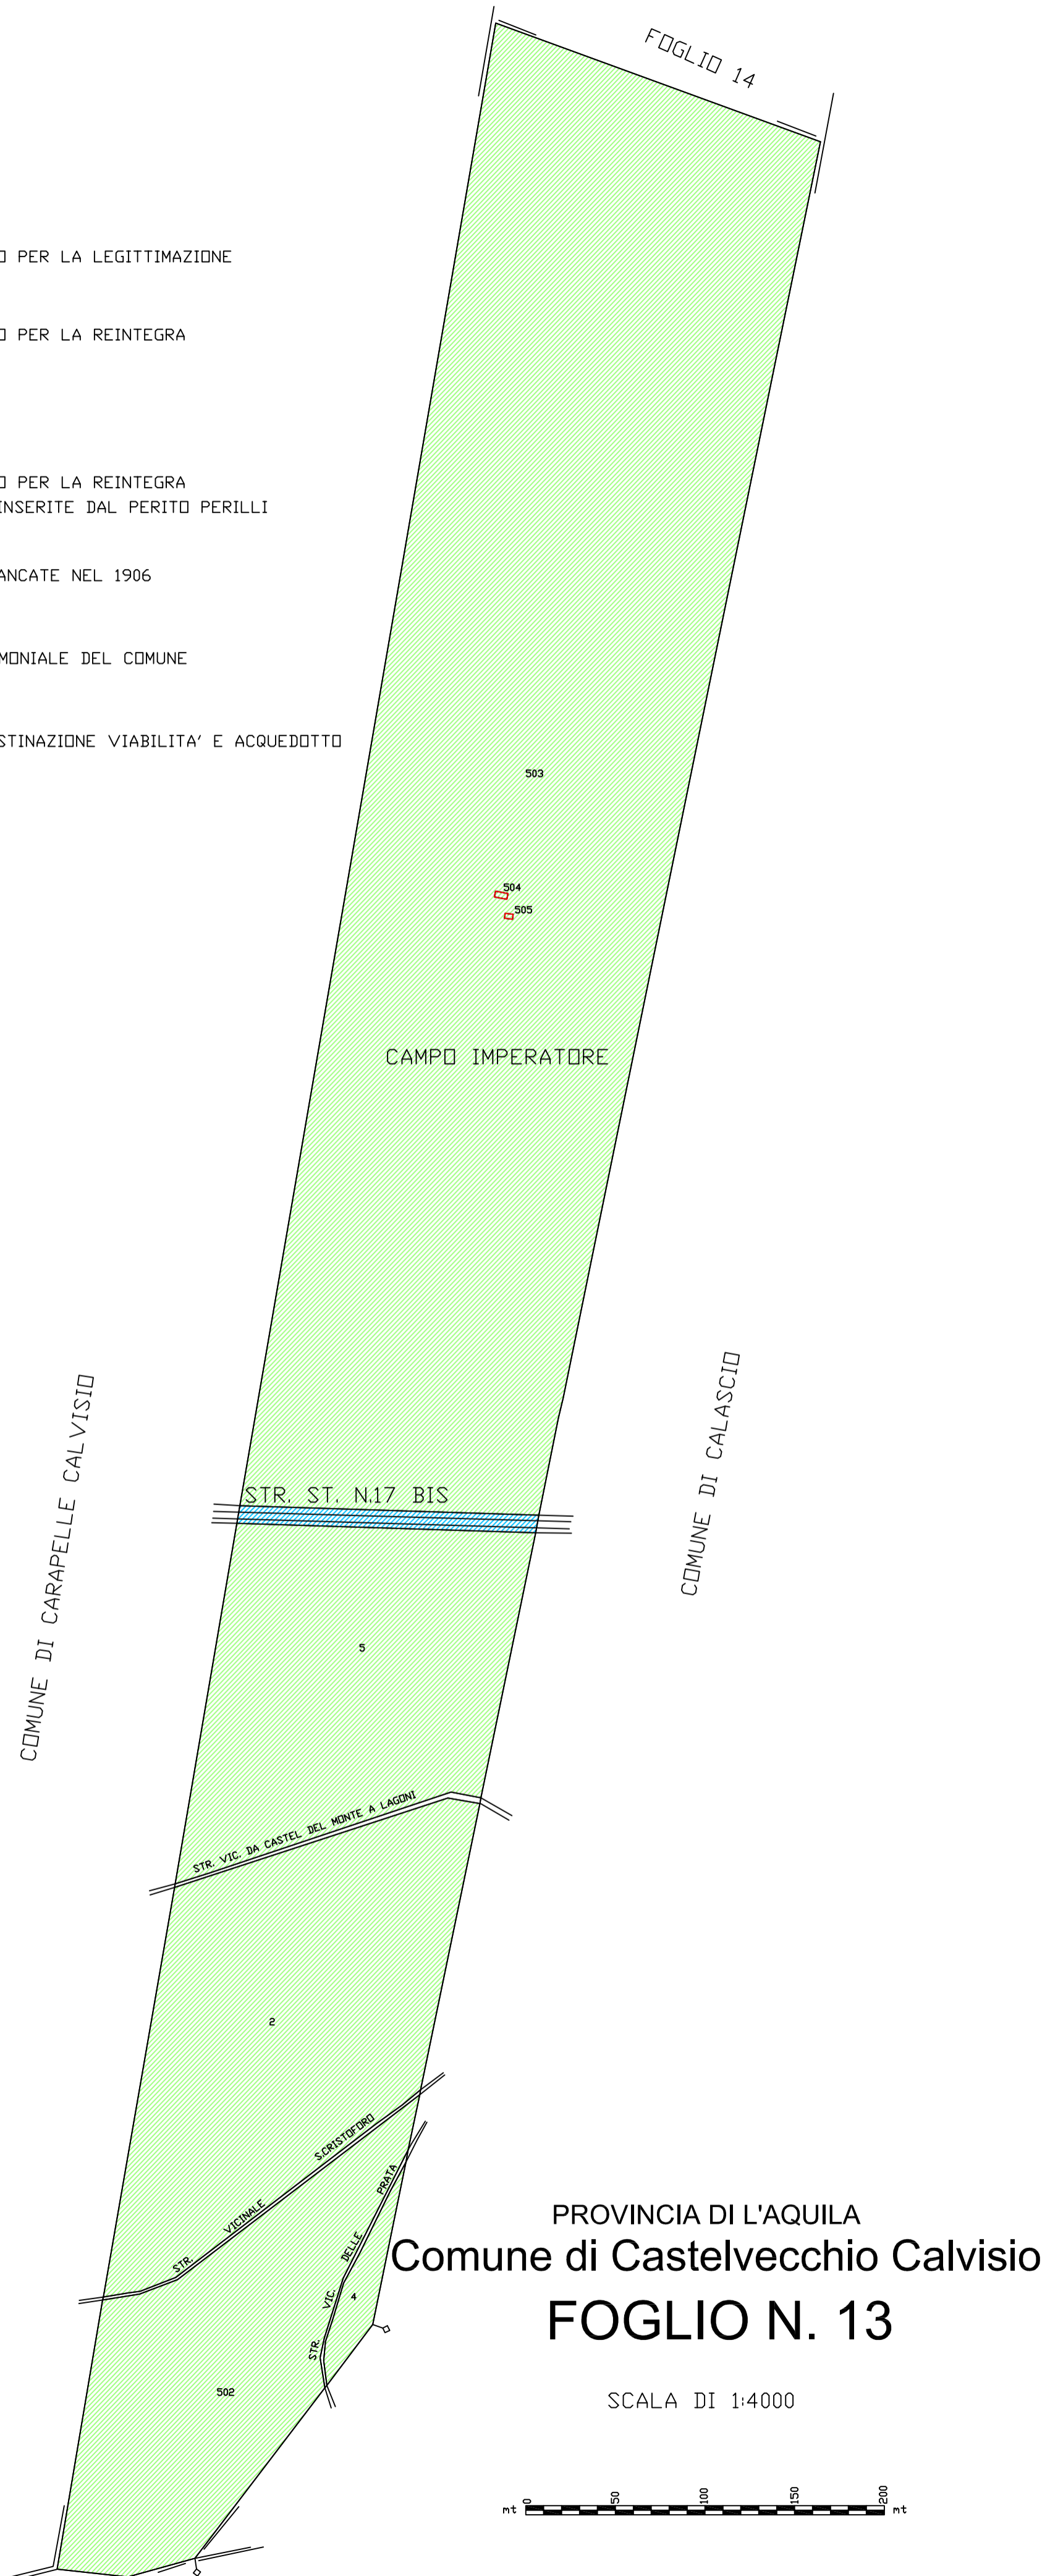 FOGLIO 14
O PER LA LEGITTIMAZIONE
O PER LA REINTEGRA
O PER LA REINTEGRA
INSERITE DAL PERITO PERILLI
ANCATE NEL 1906
MONIALE DEL COMUNE
STINAZIONE VIABILITA' E ACQUEDOTTO
503
504
505
CAMPO IMPERATORE
COMUNE DI CARAPELLE CALVISIO
COMUNE DI CALASCIO
STR. ST. N.17 BIS
5
STR. VIC. DA CASTEL DEL MONTE A LAGONI
2
STR. VICINALE S.CRISTOFORO
STR. VIC. DELLE PRATA
4
502
PROVINCIA DI L'AQUILA
Comune di Castelvecchio Calvisio
FOGLIO N. 13
SCALA DI 1:4000
mt 0 50 100 150 200 mt